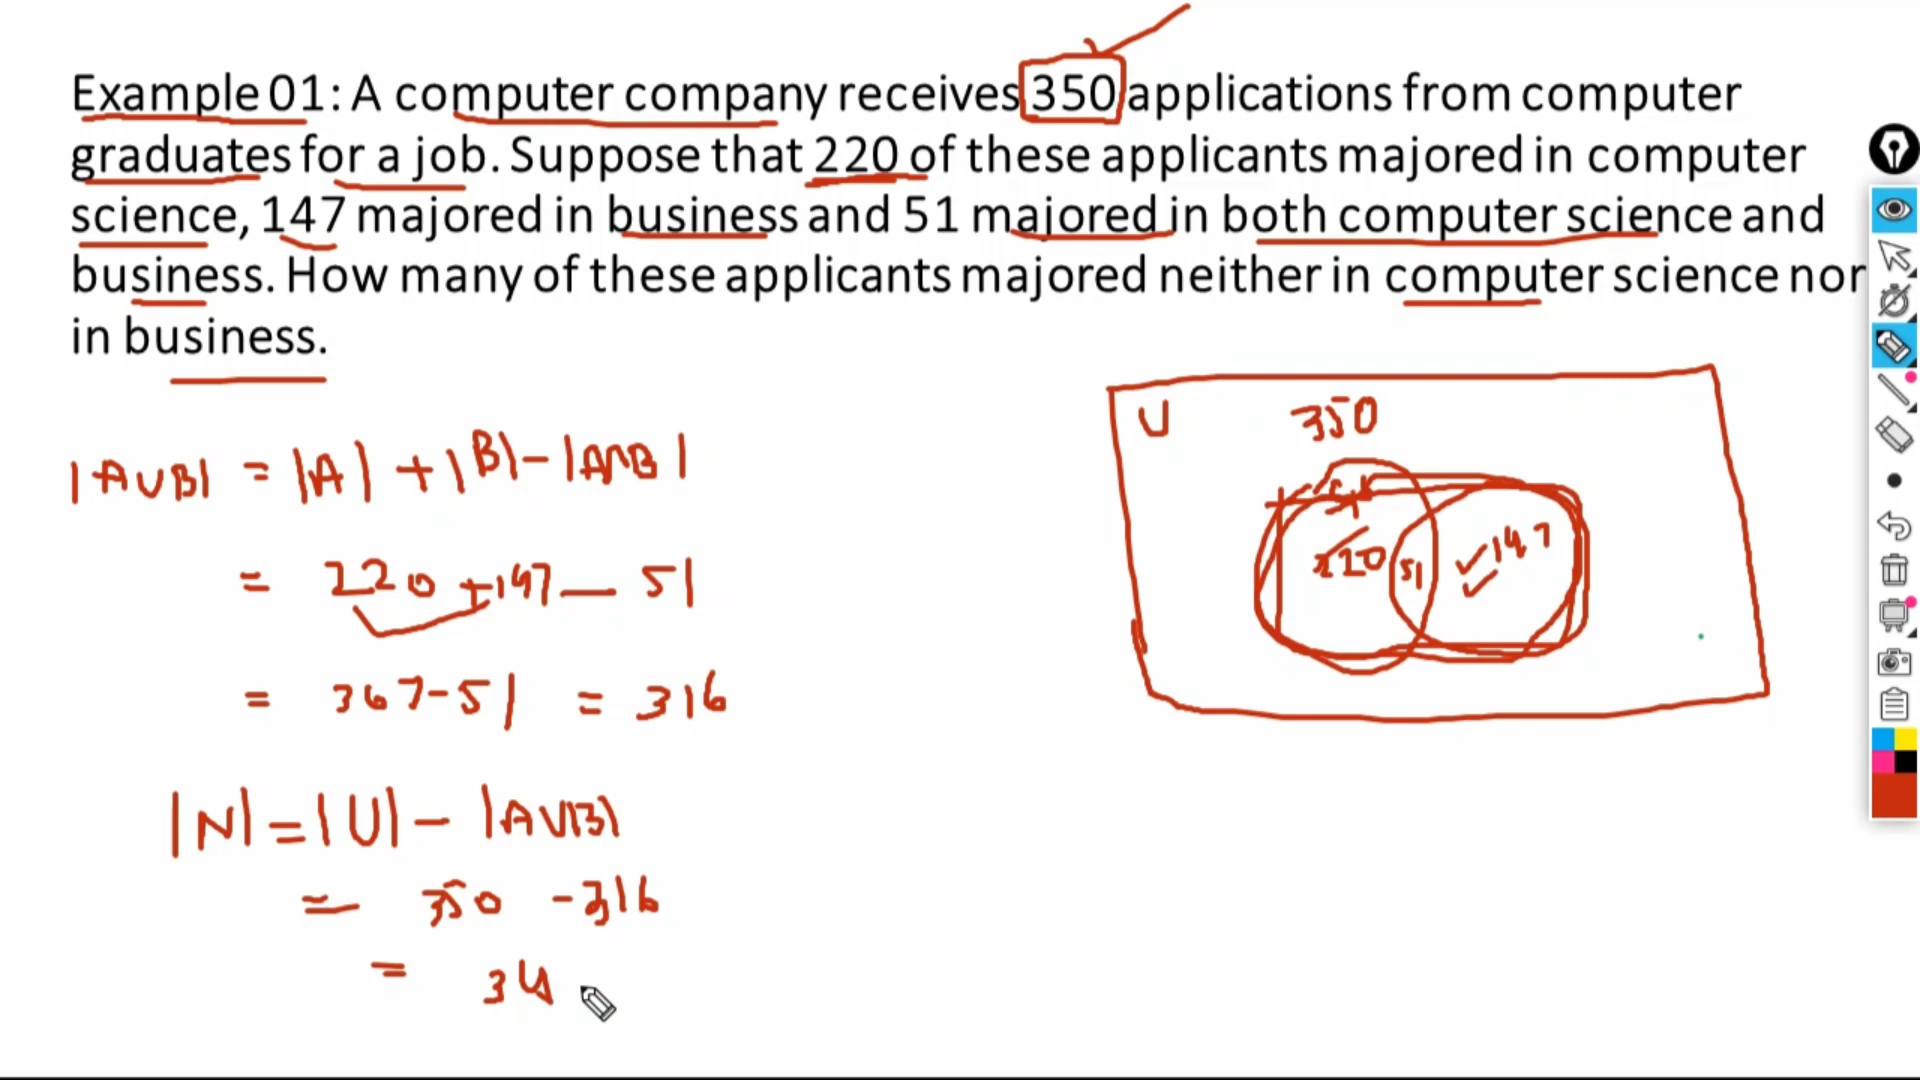 Example 01: A computer company receives 350 applications from computer
graduates for a job. Suppose that 220 of these applicants majored in computer
science, 147 majored in business and 51 majored in both computer science and
business. How many of these applicants majored neither in computer science nor
in business.
|A∪B| = |A| + |B| - |A∩B|
= 220 + 147 - 51
= 367 - 51 = 316
|N| = |U| - |A∪B|
= 350 - 316
= 34
U 350
220 51 147